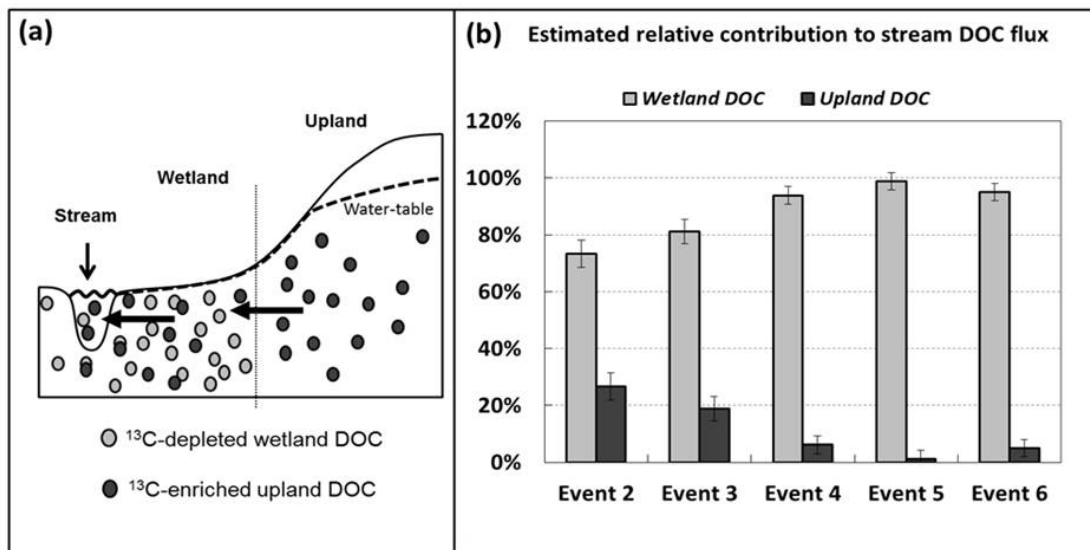 (a)
Upland
Wetland
Stream
Water-table
¹³C-depleted wetland DOC
¹³C-enriched upland DOC
(b) Estimated relative contribution to stream DOC flux
Wetland DOC Upland DOC
120%
100%
80%
60%
40%
20%
0%
Event 2 Event 3 Event 4 Event 5 Event 6